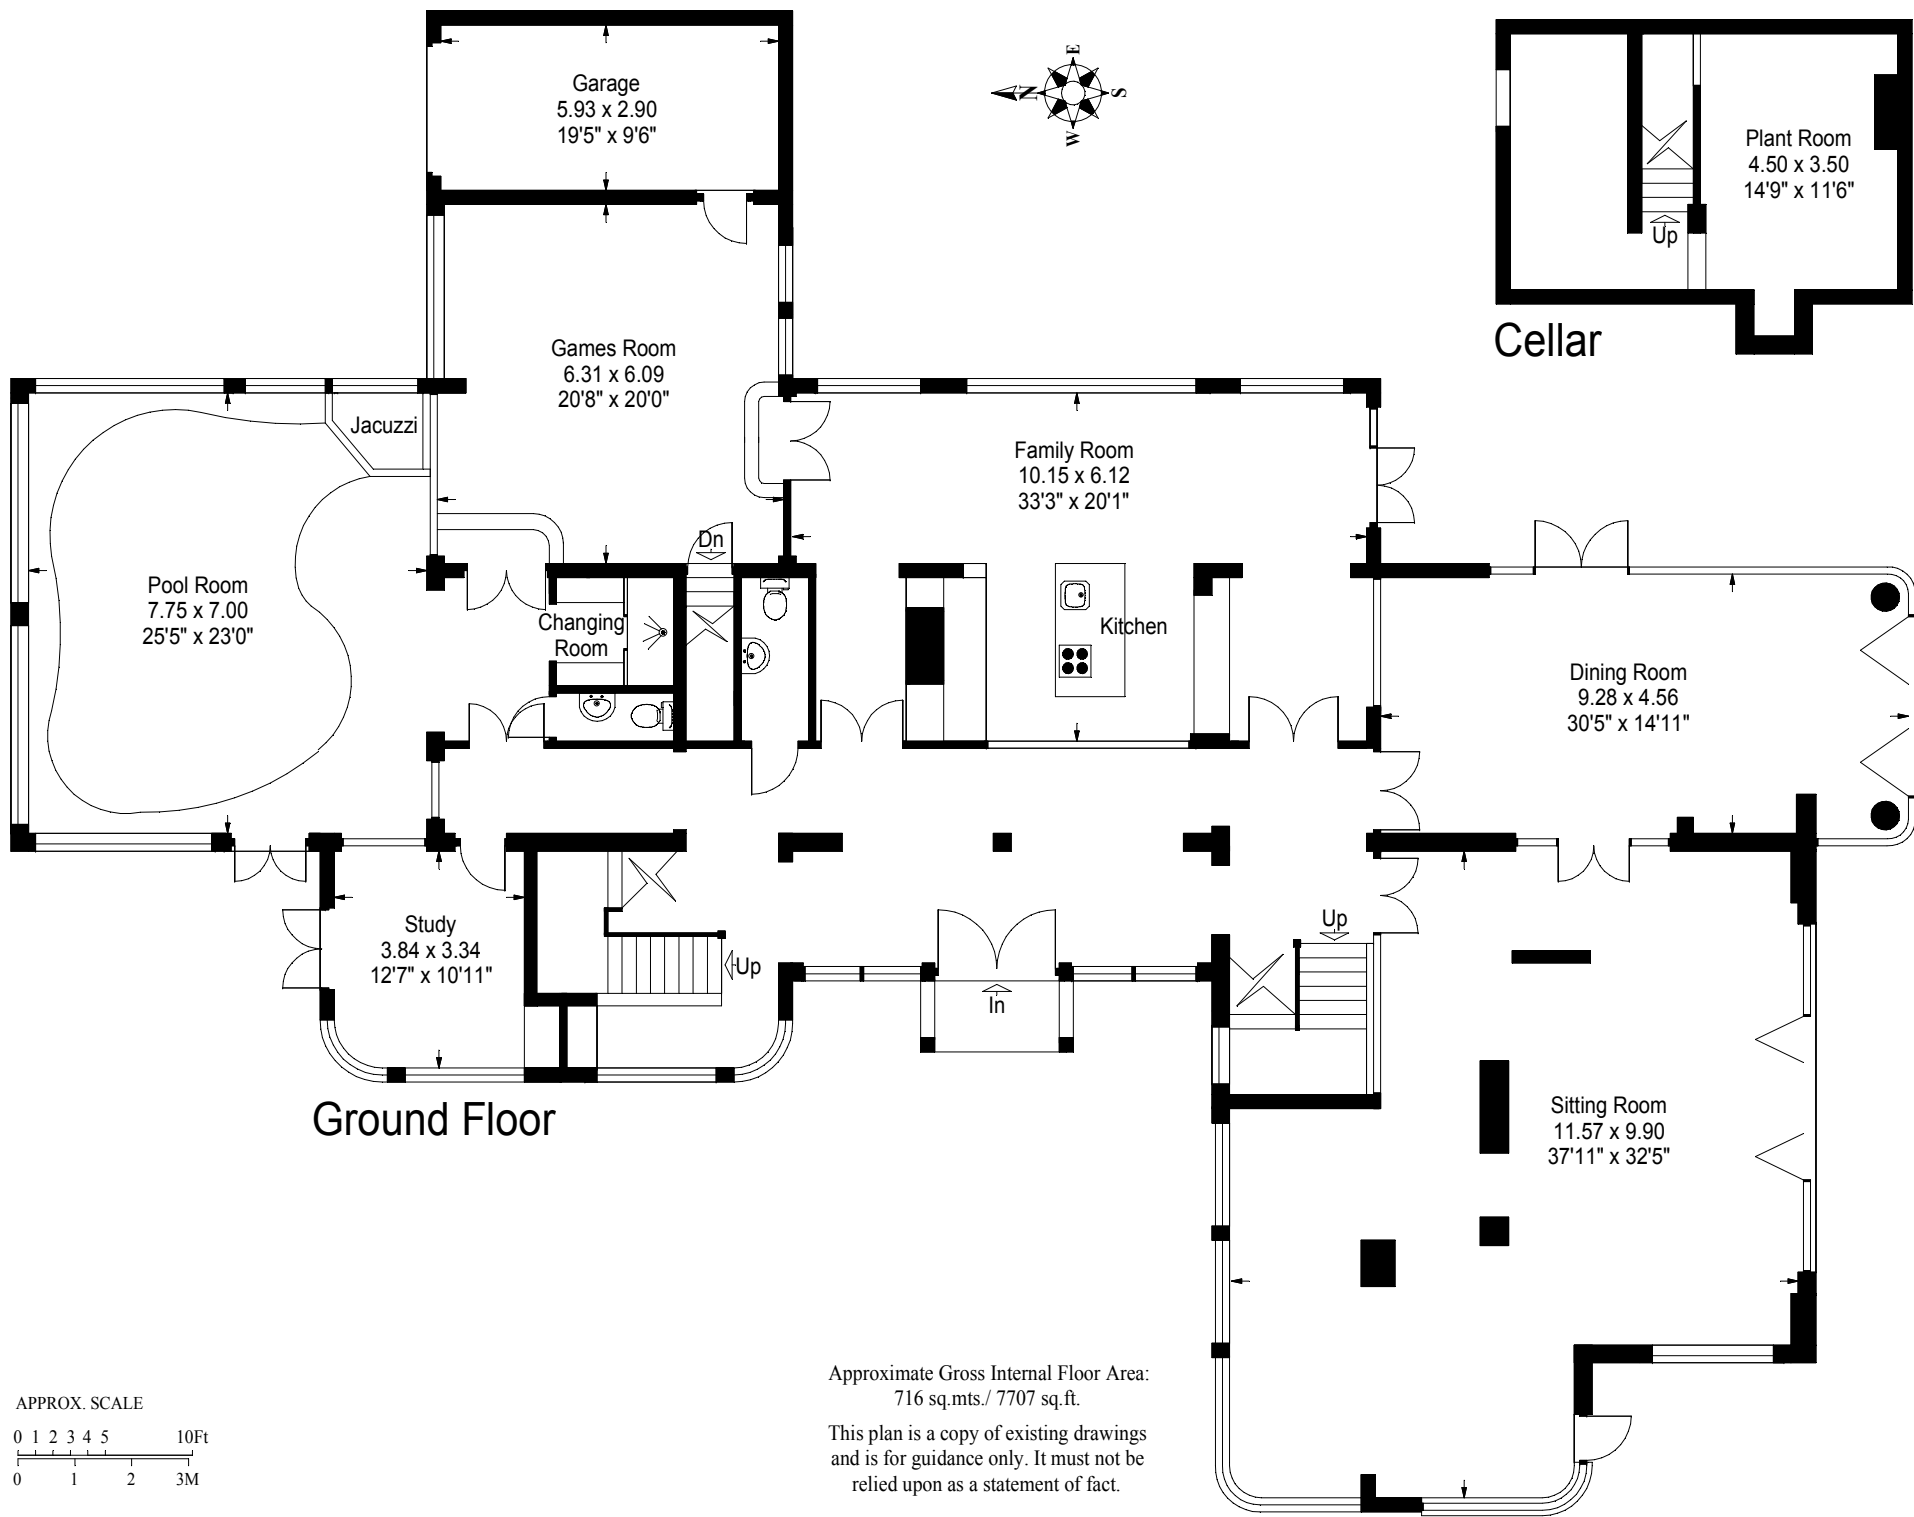 Garage
5.93 x 2.90
19'5" x 9'6"
E
N
S
W
Plant Room
4.50 x 3.50
14'9" x 11'6"
Up
Cellar
Games Room
6.31 x 6.09
20'8" x 20'0"
Jacuzzi
Family Room
10.15 x 6.12
33'3" x 20'1"
Dn
Pool Room
7.75 x 7.00
25'5" x 23'0"
Changing
Room
Kitchen
Dining Room
9.28 x 4.56
30'5" x 14'11"
Study
3.84 x 3.34
12'7" x 10'11"
Up
Up
In
Ground Floor
Sitting Room
11.57 x 9.90
37'11" x 32'5"
Approximate Gross Internal Floor Area:
716 sq.mts./ 7707 sq.ft.
This plan is a copy of existing drawings
and is for guidance only. It must not be
relied upon as a statement of fact.
APPROX. SCALE
0 1 2 3 4 5 10Ft
0 1 2 3M